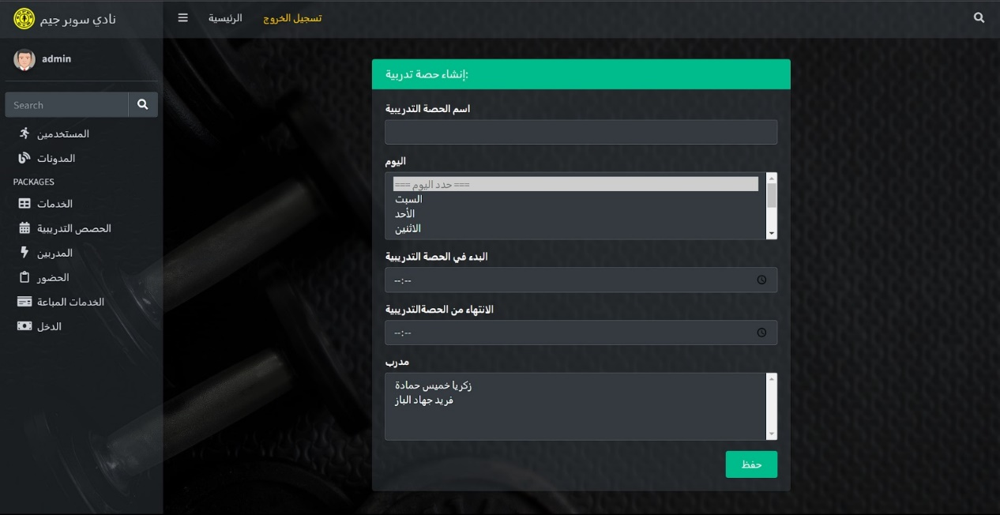 نادي سوبر جيم
الرئيسية
تسجيل الخروج
admin
Search
المستخدمين
المدونات
PACKAGES
الخدمات
الحصص التدريبية
المدربين
الحضور
الخدمات المباعة
الدخل
إنشاء حصة تدربية:
اسم الحصة التدريبية
اليوم
=== حدد اليوم ===
السبت
الأحد
الاثنين
البدء في الحصة التدريبية
--:--
الانتهاء من الحصةالتدريبية
--:--
مدرب
زكريا خميس حمادة
فريد جهاد الباز
حفظ